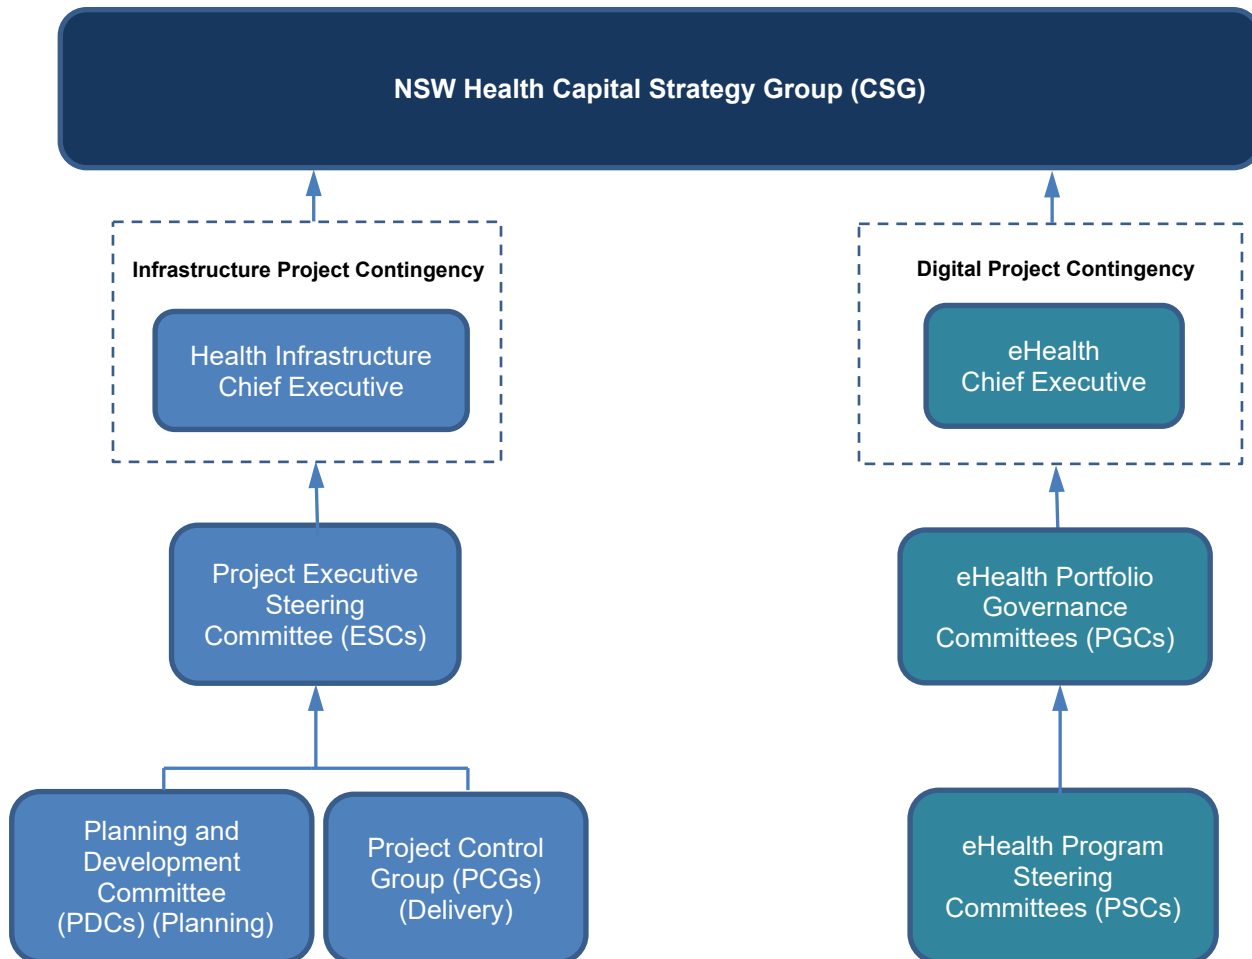 NSW Health Capital Strategy Group (CSG)
Infrastructure Project Contingency
Health Infrastructure
Chief Executive
Project Executive
Steering
Committee (ESCs)
Planning and
Development
Committee
(PDCs) (Planning)
Project Control
Group (PCGs)
(Delivery)
Digital Project Contingency
eHealth
Chief Executive
eHealth Portfolio
Governance
Committees (PGCs)
eHealth Program
Steering
Committees (PSCs)